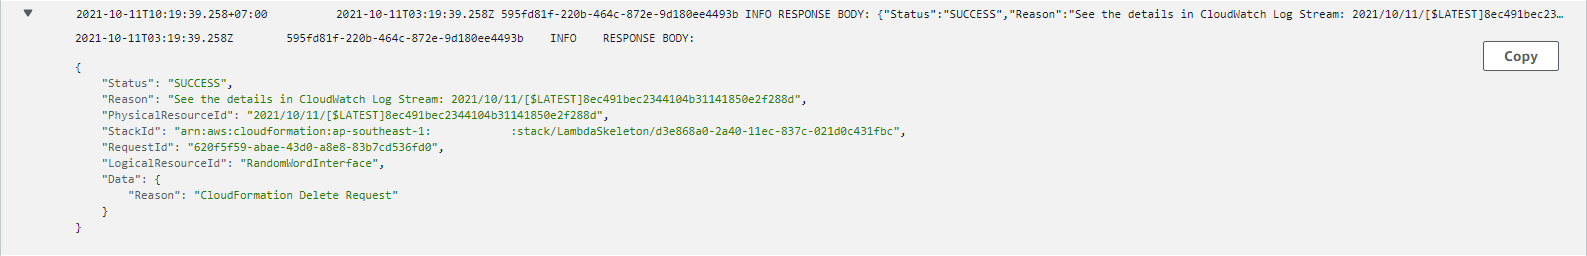 ▼ 2021-10-11T10:19:39.258+07:00 2021-10-11T03:19:39.258Z 595fd81f-220b-464c-872e-9d180ee4493b INFO RESPONSE BODY: {"Status":"SUCCESS","Reason":"See the details in CloudWatch Log Stream: 2021/10/11/[$LATEST]8ec491bec23…
2021-10-11T03:19:39.258Z 595fd81f-220b-464c-872e-9d180ee4493b INFO RESPONSE BODY:
Copy
{
"Status": "SUCCESS",
"Reason": "See the details in CloudWatch Log Stream: 2021/10/11/[$LATEST]8ec491bec2344104b31141850e2f288d",
"PhysicalResourceId": "2021/10/11/[$LATEST]8ec491bec2344104b31141850e2f288d",
"StackId": "arn:aws:cloudformation:ap-southeast-1: :stack/LambdaSkeleton/d3e868a0-2a40-11ec-837c-021d0c431fbc",
"RequestId": "620f5f59-abae-43d0-a8e8-83b7cd536fd0",
"LogicalResourceId": "RandomWordInterface",
"Data": {
"Reason": "CloudFormation Delete Request"
}
}